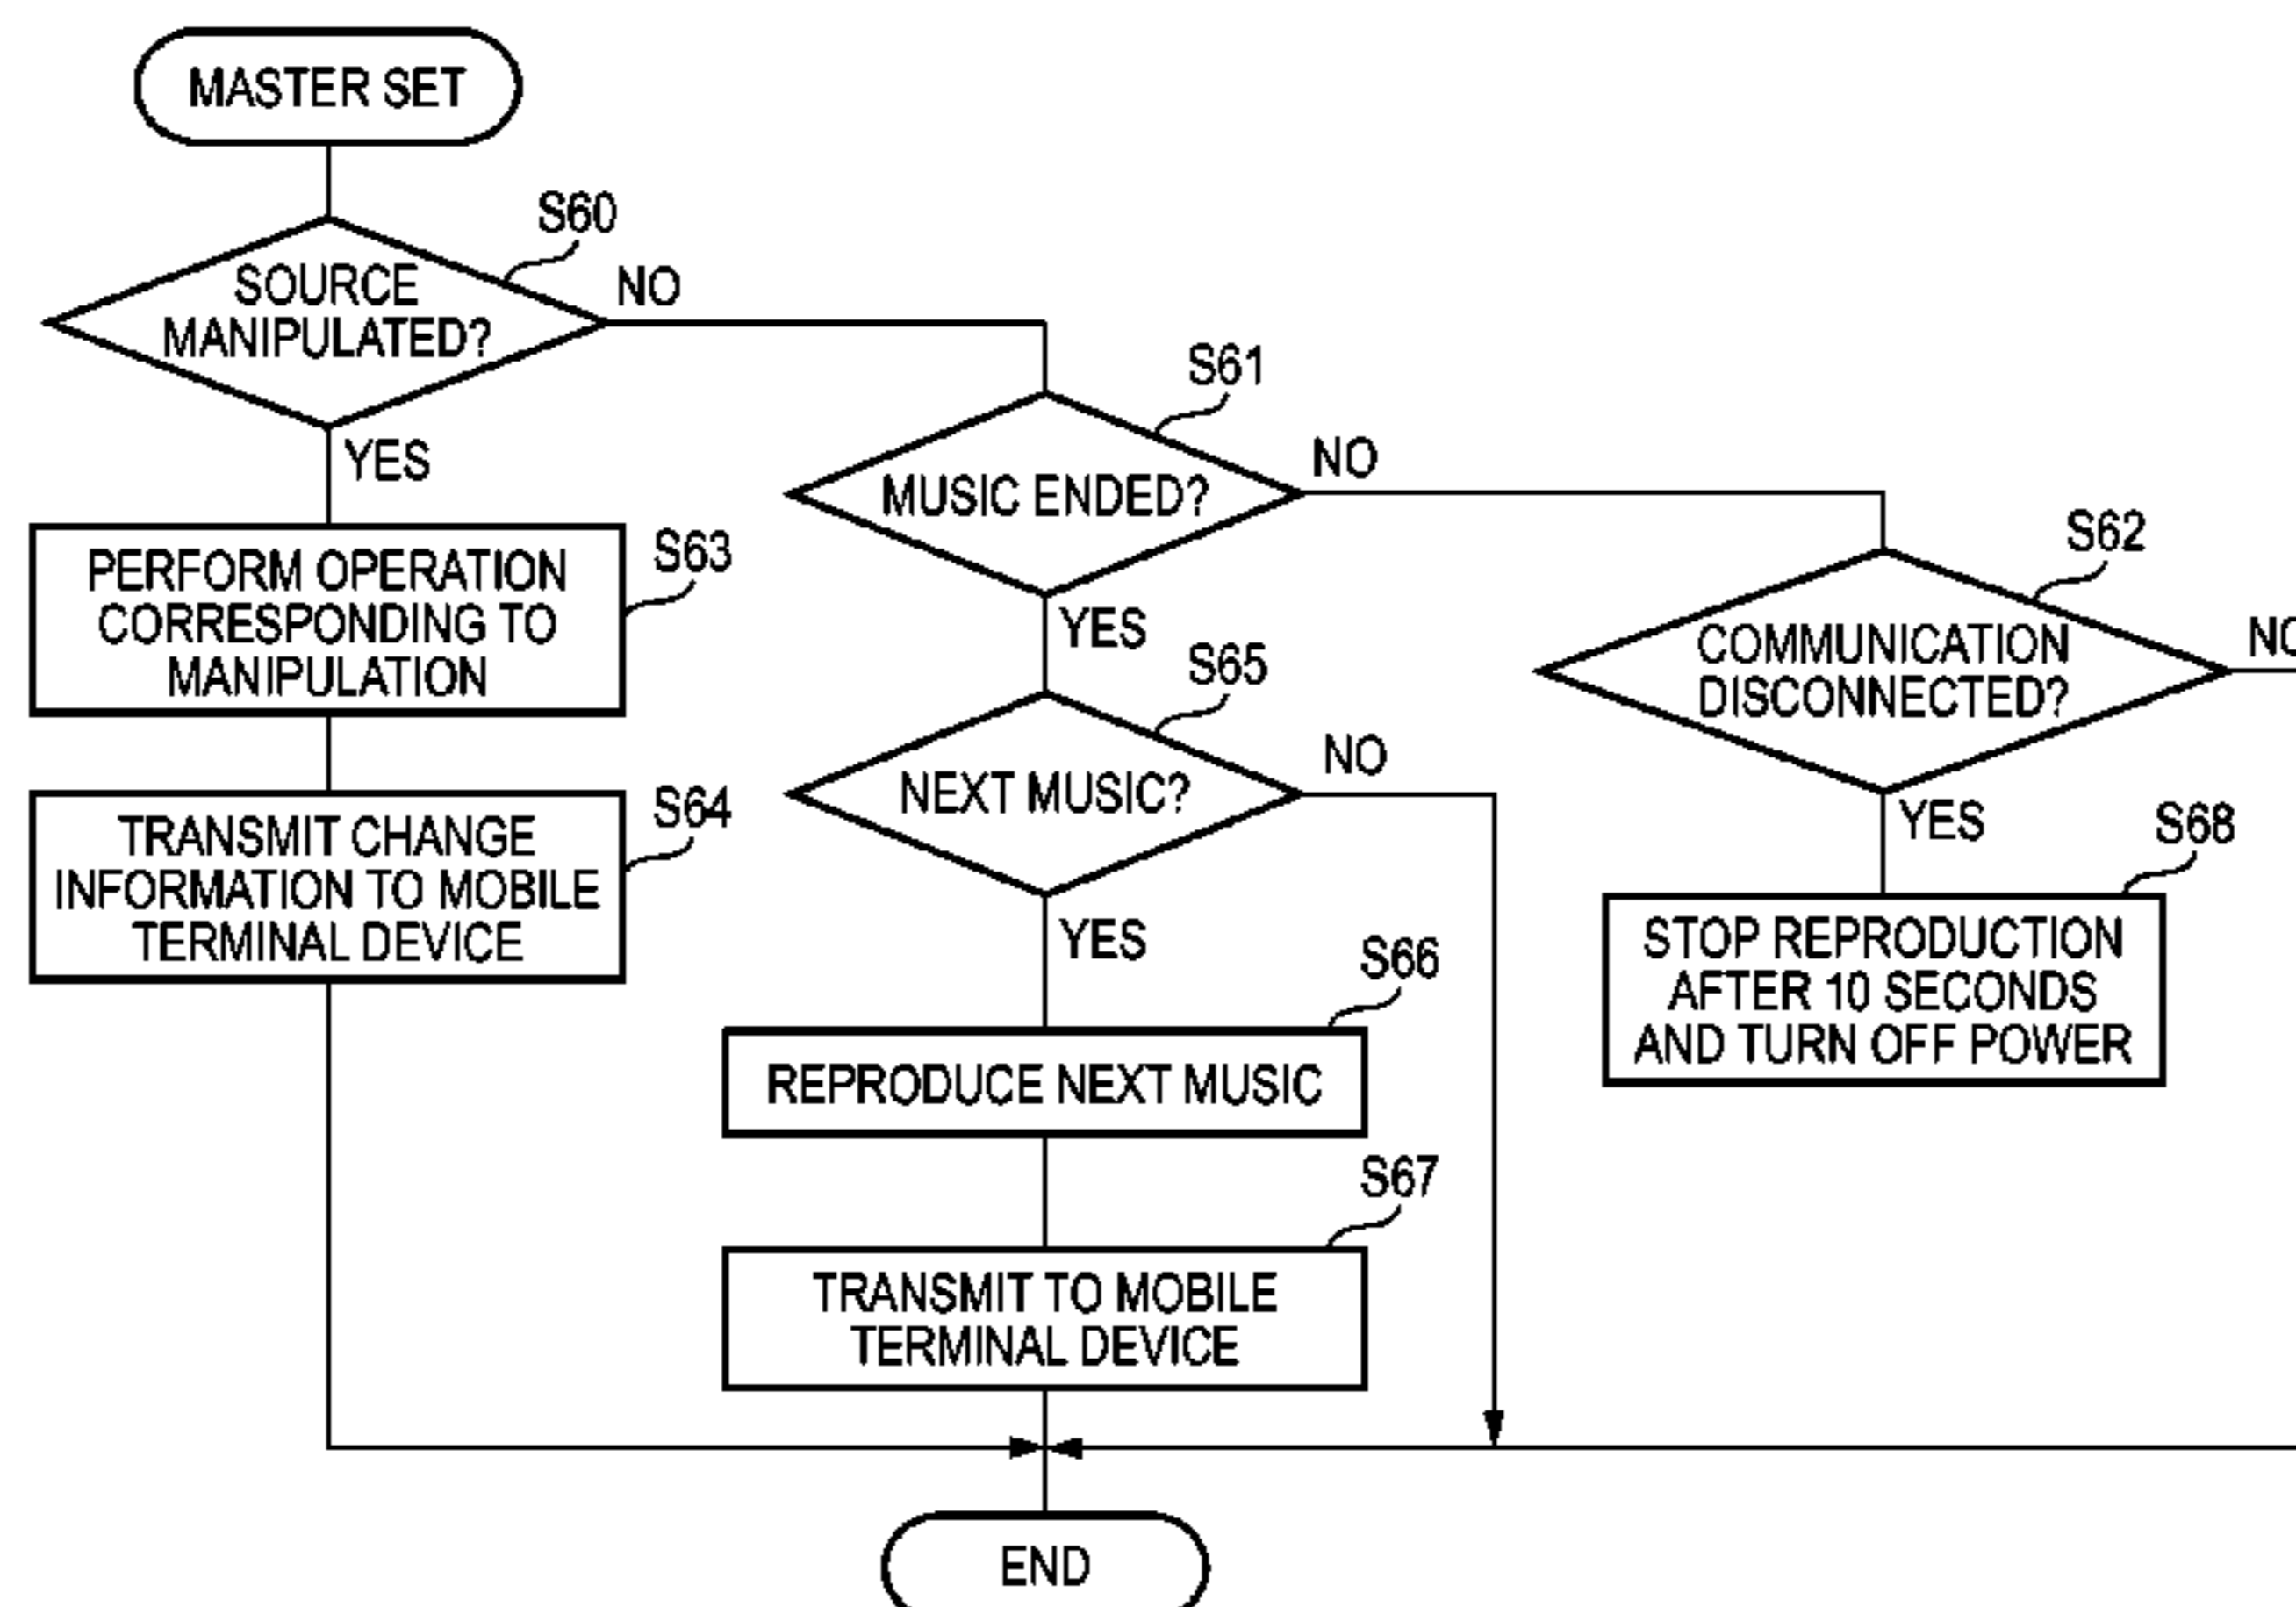 MASTER SET
S60
SOURCE
MANIPULATED?
NO
YES
S61
MUSIC ENDED?
NO
YES
S62
COMMUNICATION
DISCONNECTED?
NO
YES
S63
PERFORM OPERATION
CORRESPONDING TO
MANIPULATION
S64
TRANSMIT CHANGE
INFORMATION TO MOBILE
TERMINAL DEVICE
S65
NEXT MUSIC?
NO
YES
S66
REPRODUCE NEXT MUSIC
S67
TRANSMIT TO MOBILE
TERMINAL DEVICE
S68
STOP REPRODUCTION
AFTER 10 SECONDS
AND TURN OFF POWER
END